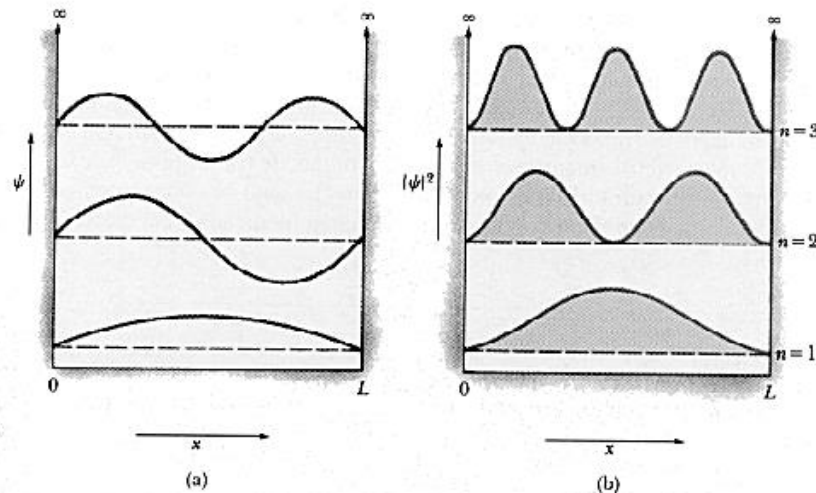 ∞ ∞ ∞ ∞
n = 3
ψ |ψ|²
n = 2
n = 1
0 L 0 L
x x
(a) (b)